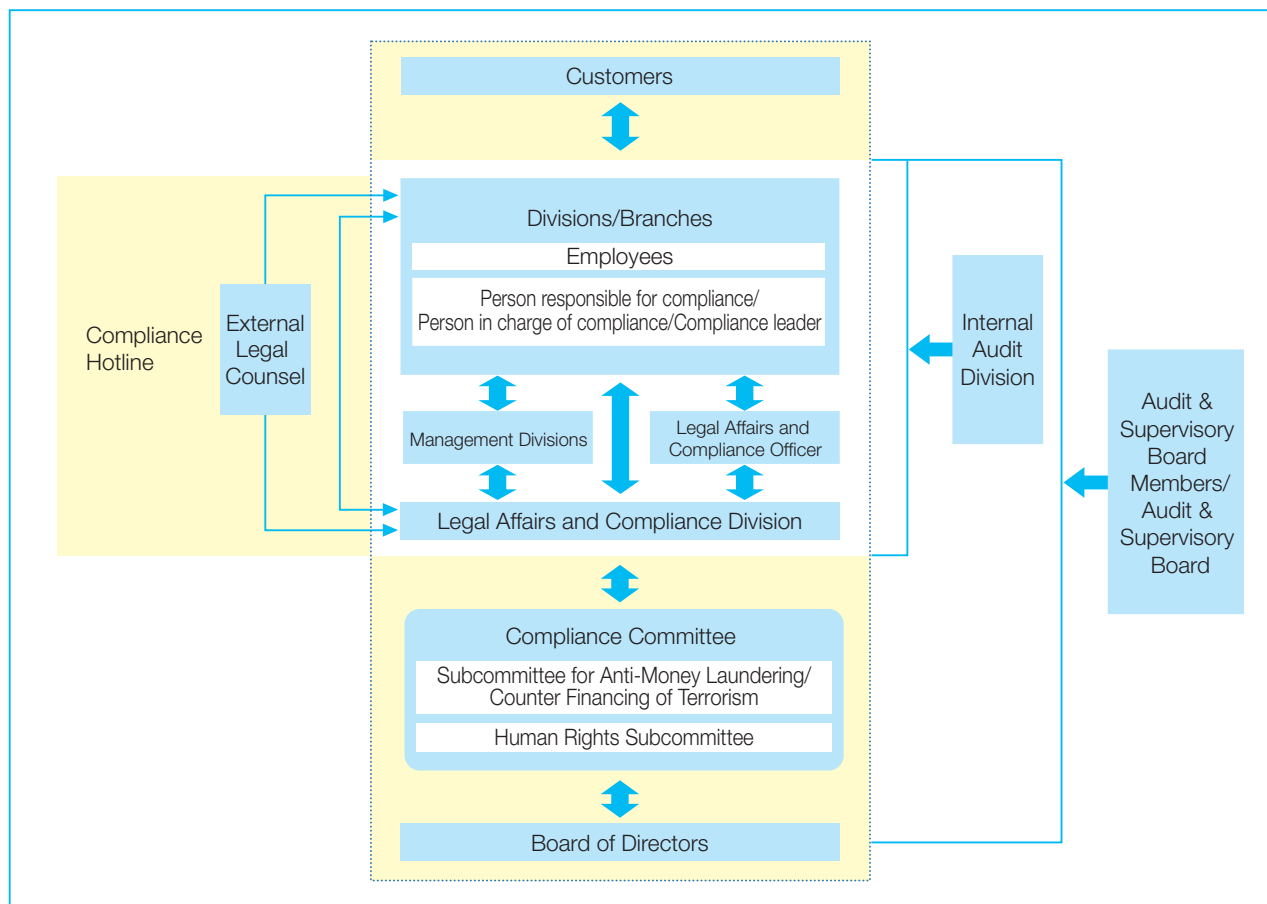 Customers
Divisions/Branches
Employees
Person responsible for compliance/
Person in charge of compliance/Compliance leader
Compliance
Hotline
External
Legal
Counsel
Management Divisions
Legal Affairs and
Compliance Officer
Legal Affairs and Compliance Division
Internal
Audit
Division
Audit &
Supervisory
Board
Members/
Audit &
Supervisory
Board
Compliance Committee
Subcommittee for Anti-Money Laundering/
Counter Financing of Terrorism
Human Rights Subcommittee
Board of Directors